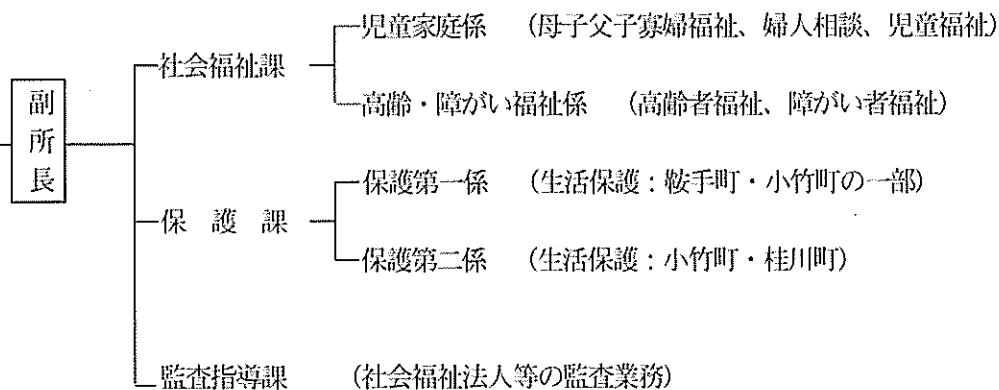 児童家庭係 (母子父子寡婦福祉、婦人相談、児童福祉)
社会福祉課
高齢・障がい福祉係 (高齢者福祉、障がい者福祉)
副所長
保護第一係 (生活保護:鞍手町・小竹町の一部)
保護課
保護第二係 (生活保護:小竹町・桂川町)
監査指導課 (社会福祉法人等の監査業務)